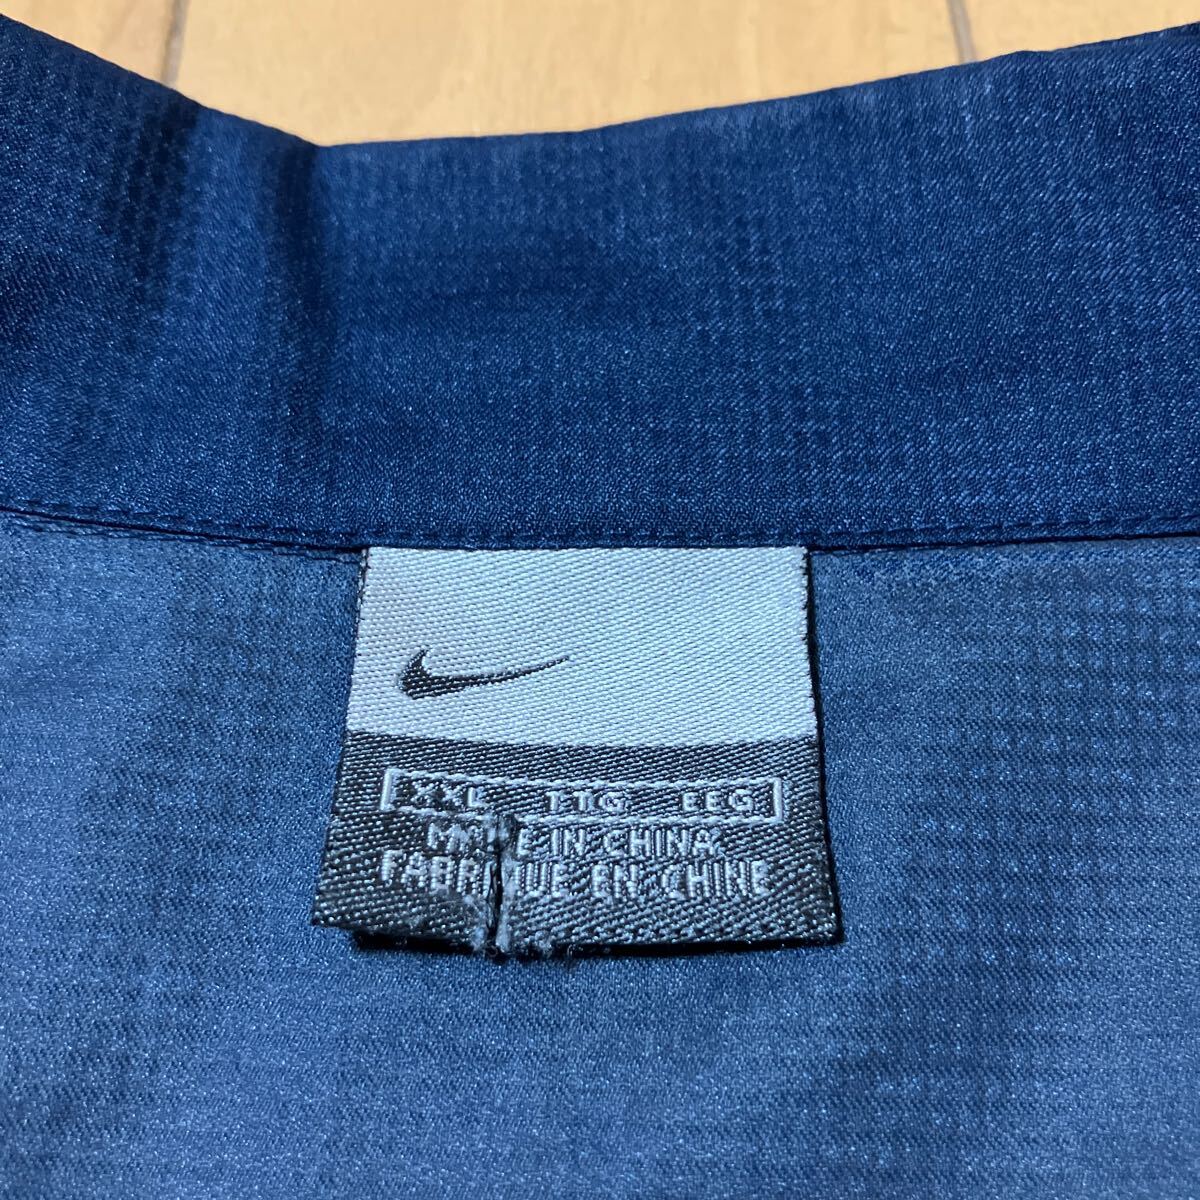 XXL TTG EEG
MADE IN CHINA
FABRIQUE EN CHINE